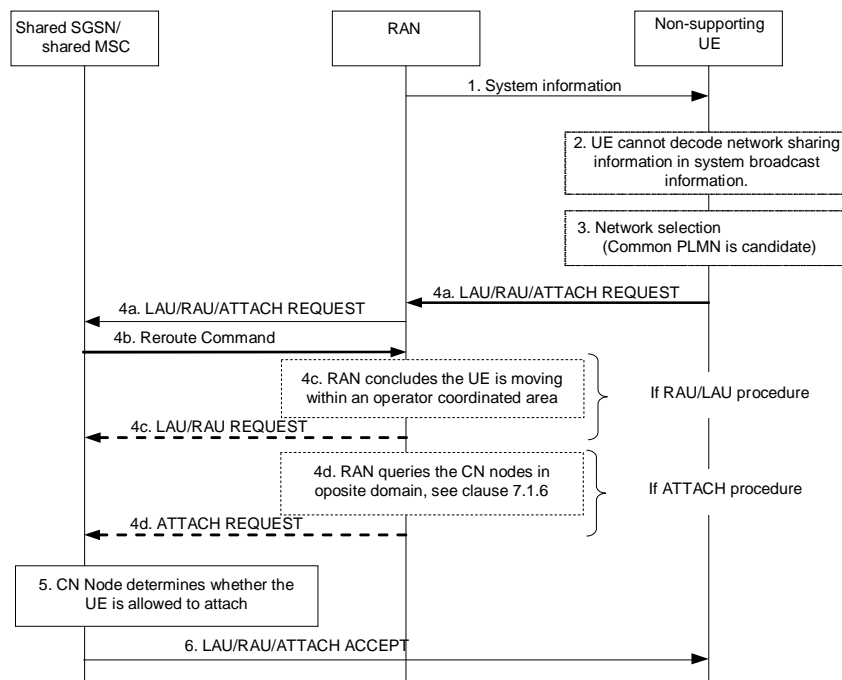 Shared SGSN/
shared MSC
RAN
Non-supporting
UE
1. System information
2. UE cannot decode network sharing
information in system broadcast
information.
3. Network selection
(Common PLMN is candidate)
4a. LAU/RAU/ATTACH REQUEST
4a. LAU/RAU/ATTACH REQUEST
4b. Reroute Command
4c. RAN concludes the UE is moving
within an operator coordinated area
If RAU/LAU procedure
4c. LAU/RAU REQUEST
4d. RAN queries the CN nodes in
oposite domain, see clause 7.1.6
If ATTACH procedure
4d. ATTACH REQUEST
5. CN Node determines whether the
UE is allowed to attach
6. LAU/RAU/ATTACH ACCEPT